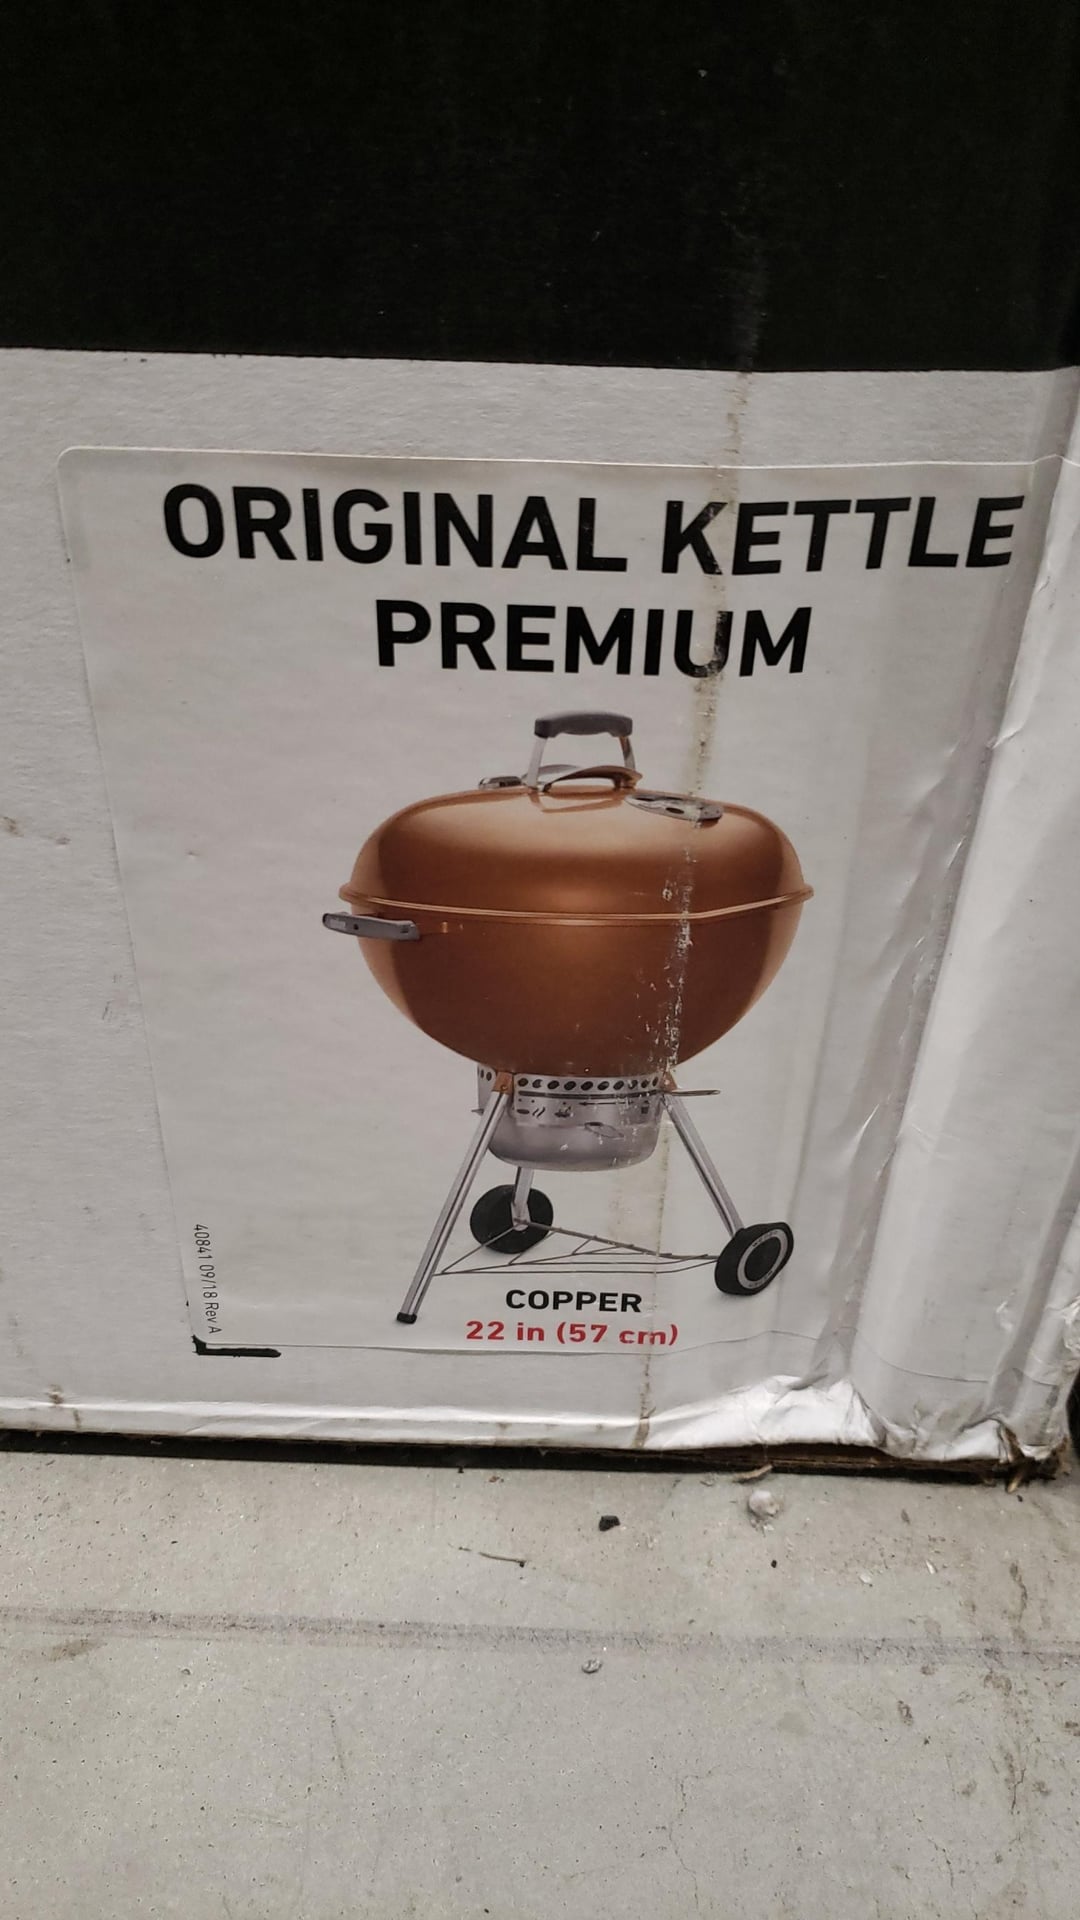 ORIGINAL KETTLE
PREMIUM
COPPER
22 in (57 cm)
40841 09/18 Rev A